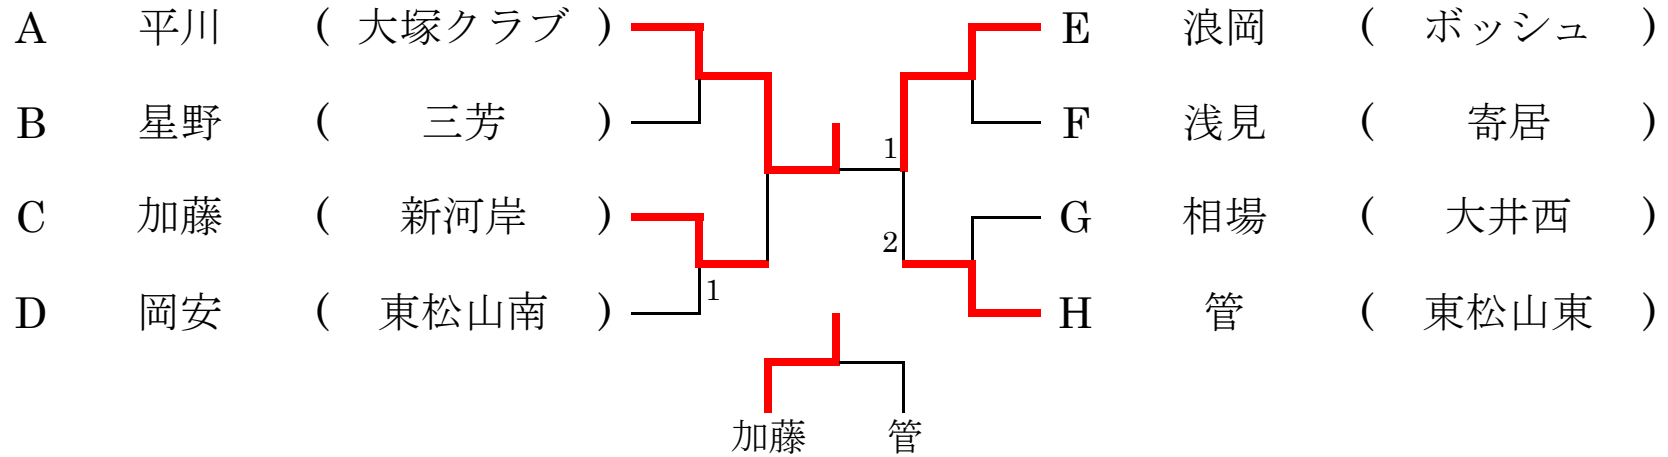 A 平川 ( 大塚クラブ ) E 浪岡 ( ボッシュ )
1
B 星野 ( 三芳 ) F 浅見 ( 寄居 )
C 加藤 ( 新河岸 ) G 相場 ( 大井西 )
2
1
D 岡安 ( 東松山南 ) H 管 ( 東松山東 )
加藤 管